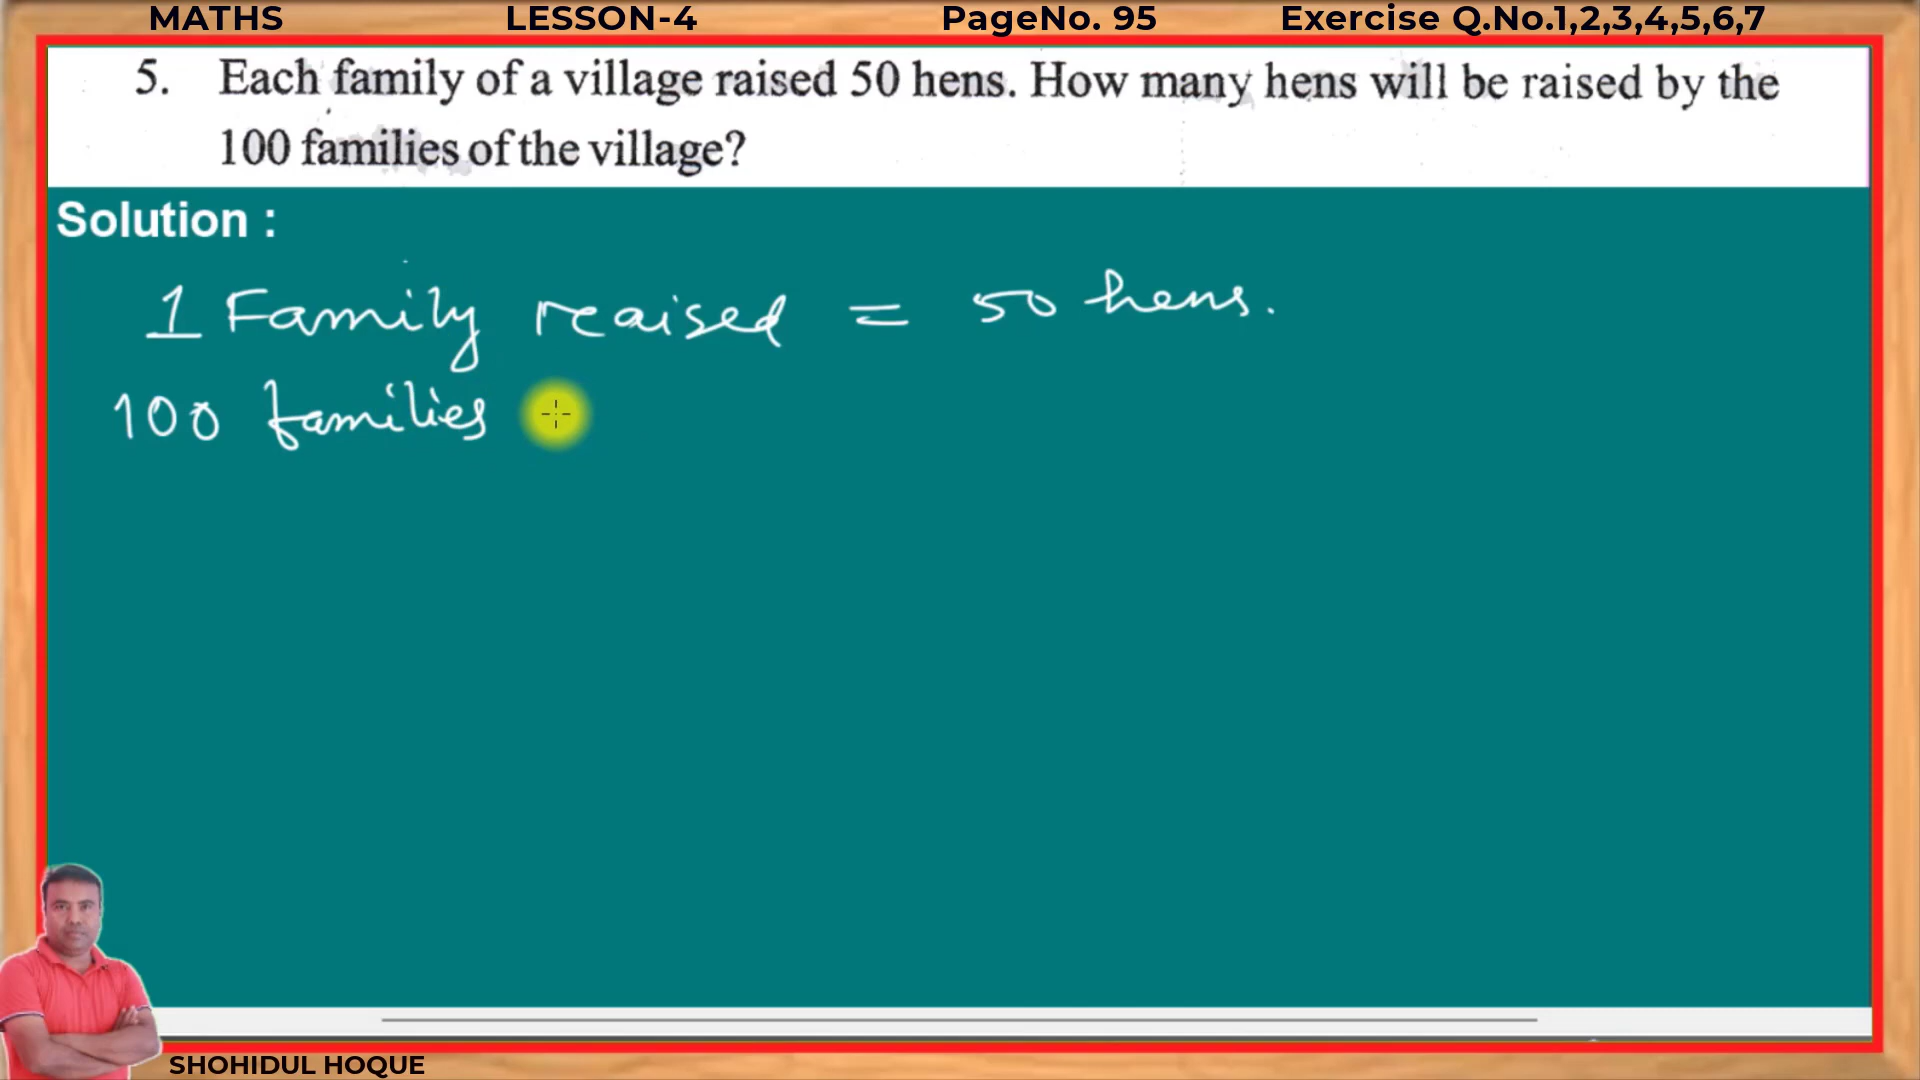 MATHS LESSON-4 PageNo. 95 Exercise Q.No.1,2,3,4,5,6,7
5. Each family of a village raised 50 hens. How many hens will be raised by the
100 families of the village?
Solution :
1 Family reaised = 50 hens.
100 families
SHOHIDUL HOQUE